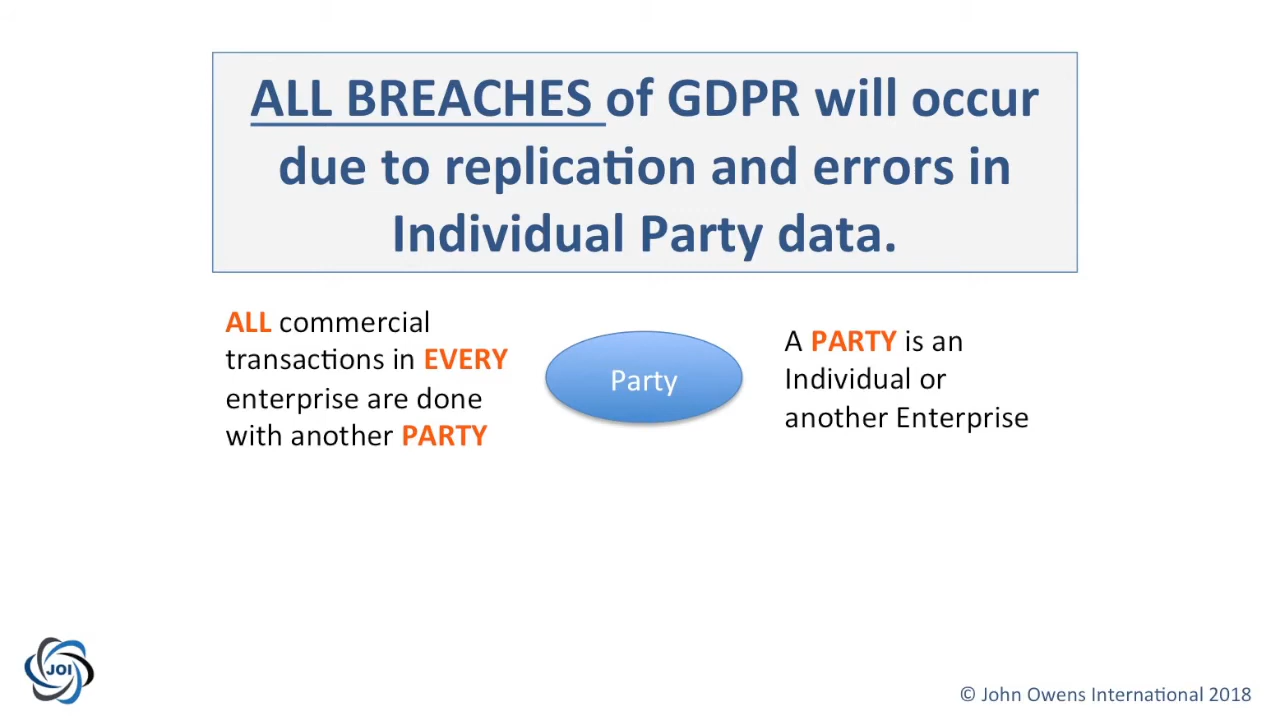 ALL BREACHES of GDPR will occur
due to replication and errors in
Individual Party data.
ALL commercial
transactions in EVERY
enterprise are done
with another PARTY
Party
A PARTY is an
Individual or
another Enterprise
JOI
© John Owens International 2018